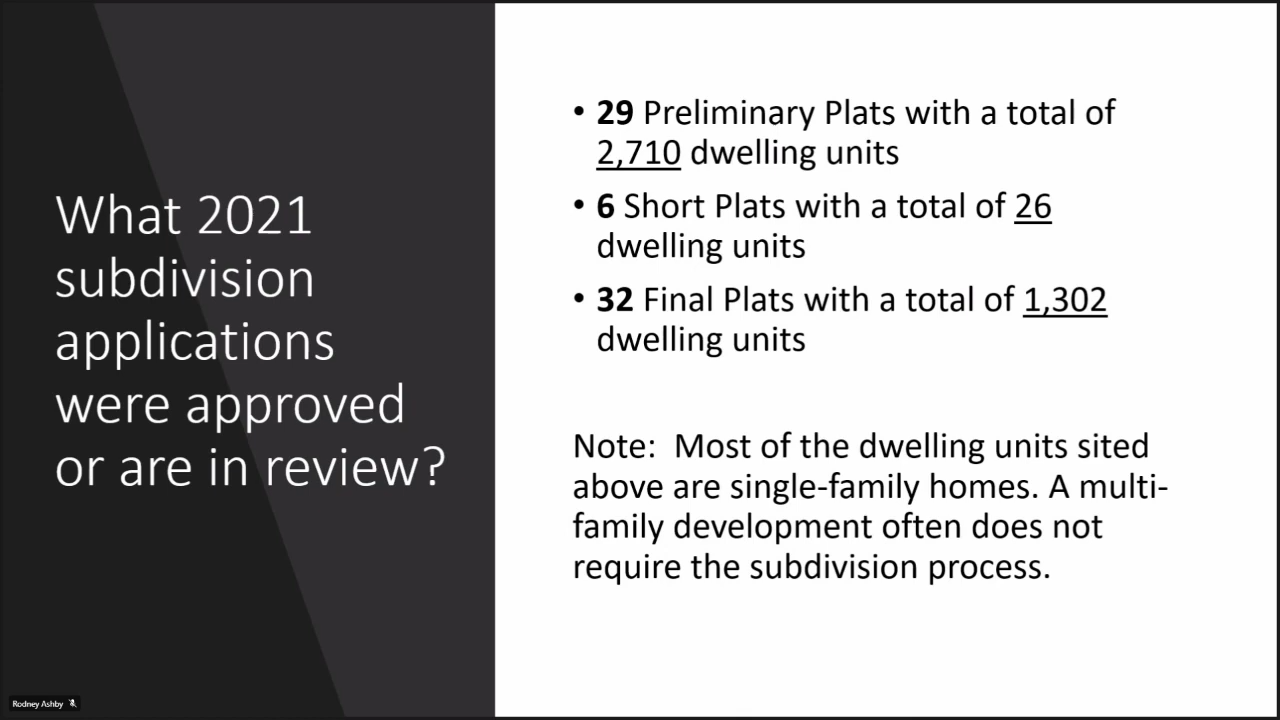 What 2021
subdivision
applications
were approved
or are in review?
• 29 Preliminary Plats with a total of
2,710 dwelling units
• 6 Short Plats with a total of 26
dwelling units
• 32 Final Plats with a total of 1,302
dwelling units
Note:  Most of the dwelling units sited
above are single-family homes. A multi-
family development often does not
require the subdivision process.
Rodney Ashby